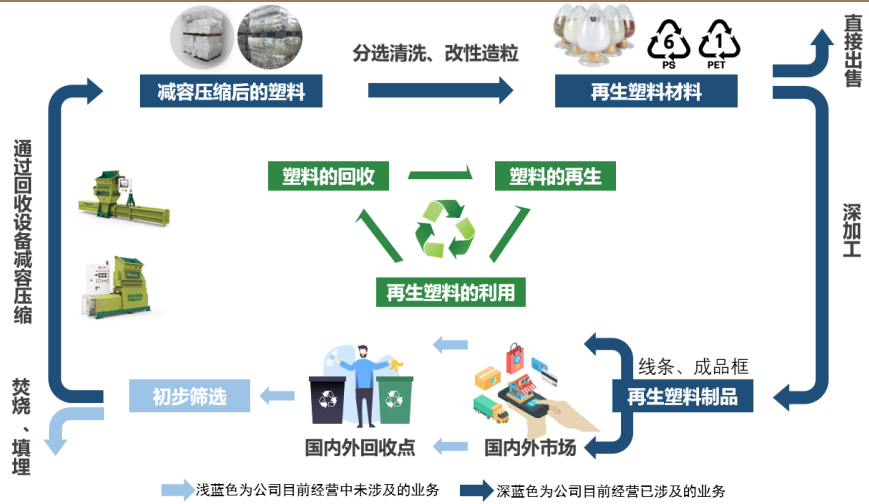 分选清洗、改性造粒
6
PS
1
PET
直接出售
减容压缩后的塑料
再生塑料材料
通过回收设备减容压缩
塑料的回收
塑料的再生
深加工
再生塑料的利用
线条、成品框
焚烧、填埋
初步筛选
再生塑料制品
国内外回收点
国内外市场
浅蓝色为公司目前经营中未涉及的业务
深蓝色为公司目前经营已涉及的业务